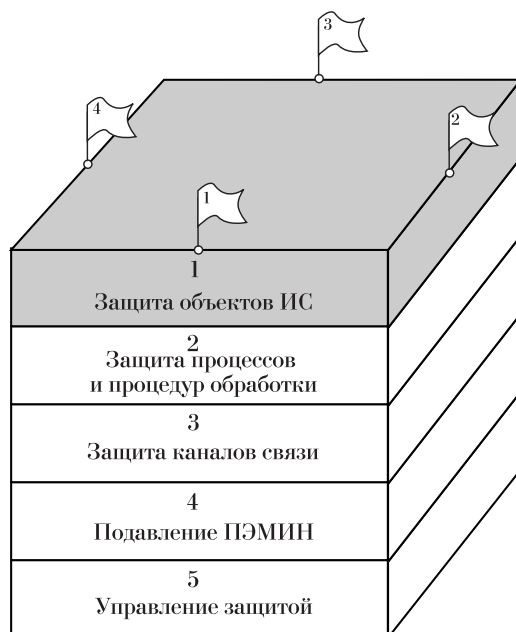 3
4
2
1
1
Защита объектов ИС
2
Защита процессов
и процедур обработки
3
Защита каналов связи
4
Подавление ПЭМИН
5
Управление защитой